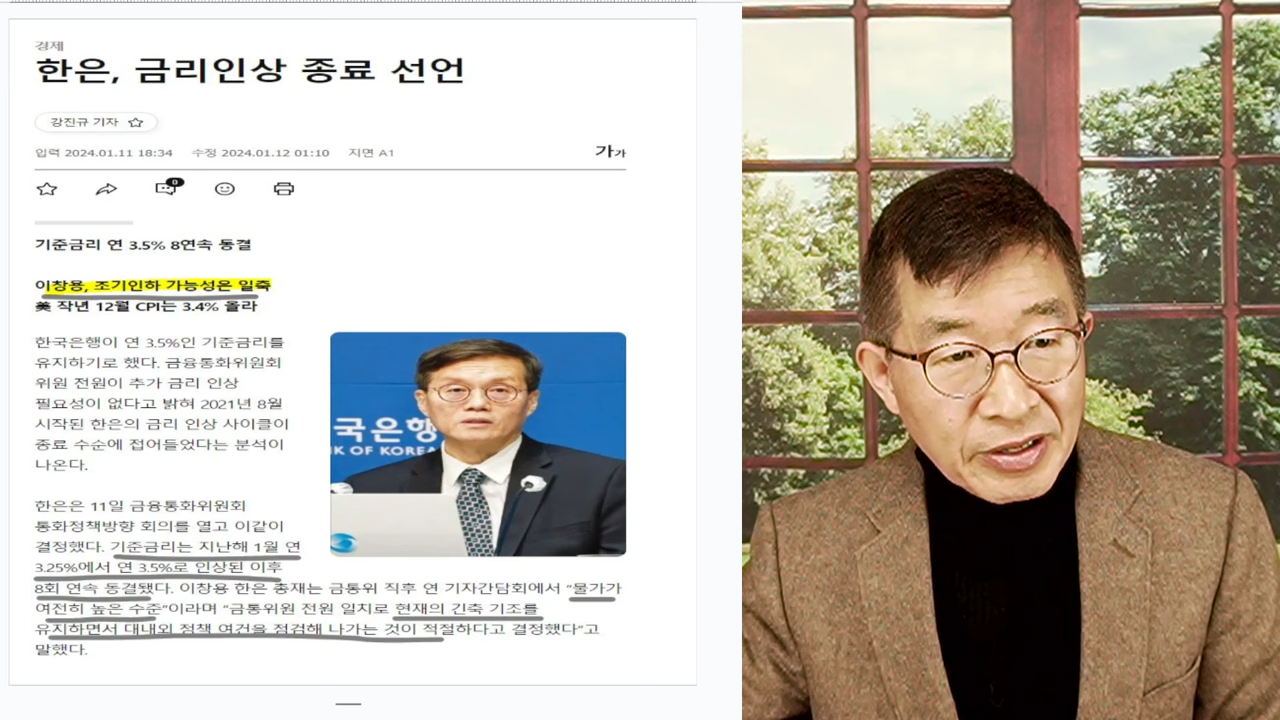 경제
한은, 금리인상 종료 선언
강진규 기자
입력 2024.01.11 18:34 수정 2024.01.12 01:10 지면 A1
가가
0
기준금리 연 3.5% 8연속 동결
이창용, 조기인하 가능성은 일축
美 작년 12월 CPI는 3.4% 올라
한국은행이 연 3.5%인 기준금리를
유지하기로 했다. 금융통화위원회
위원 전원이 추가 금리 인상
필요성이 없다고 밝혀 2021년 8월
시작된 한은의 금리 인상 사이클이
종료 수순에 접어들었다는 분석이
나온다.
국은행
NK OF KOREA
한은은 11일 금융통화위원회
통화정책방향 회의를 열고 이같이
결정했다. 기준금리는 지난해 1월 연
3.25%에서 연 3.5%로 인상된 이후
8회 연속 동결됐다. 이창용 한은 총재는 금통위 직후 연 기자간담회에서 “물가가
여전히 높은 수준”이라며 “금통위원 전원 일치로 현재의 긴축 기조를
유지하면서 대내외 정책 여건을 점검해 나가는 것이 적절하다고 결정했다”고
말했다.